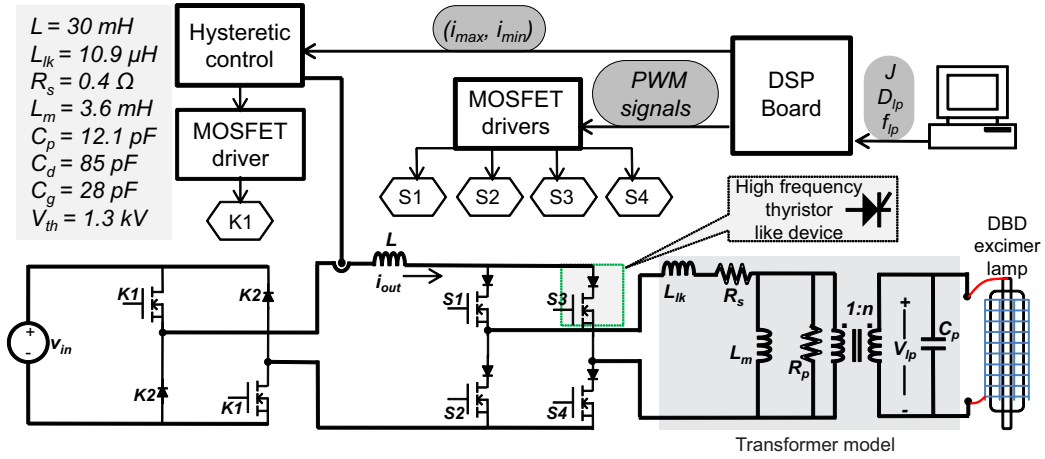 L = 30 mH
Llk = 10.9 µH
Rs = 0.4 Ω
Lm = 3.6 mH
Cp = 12.1 pF
Cd = 85 pF
Cg = 28 pF
Vth = 1.3 kV
Hysteretic
control
(imax, imin)
DSP
Board
J
Dlp
flp
PWM
signals
MOSFET
drivers
MOSFET
driver
K1
S1
S2
S3
S4
High frequency
thyristor
like device
DBD
excimer
lamp
L
iout
K1
K2
S1
S3
Llk
Rs
1:n
+
-
vin
Lm
Rp
+
Vlp
-
Cp
K2
K1
S2
S4
Transformer model